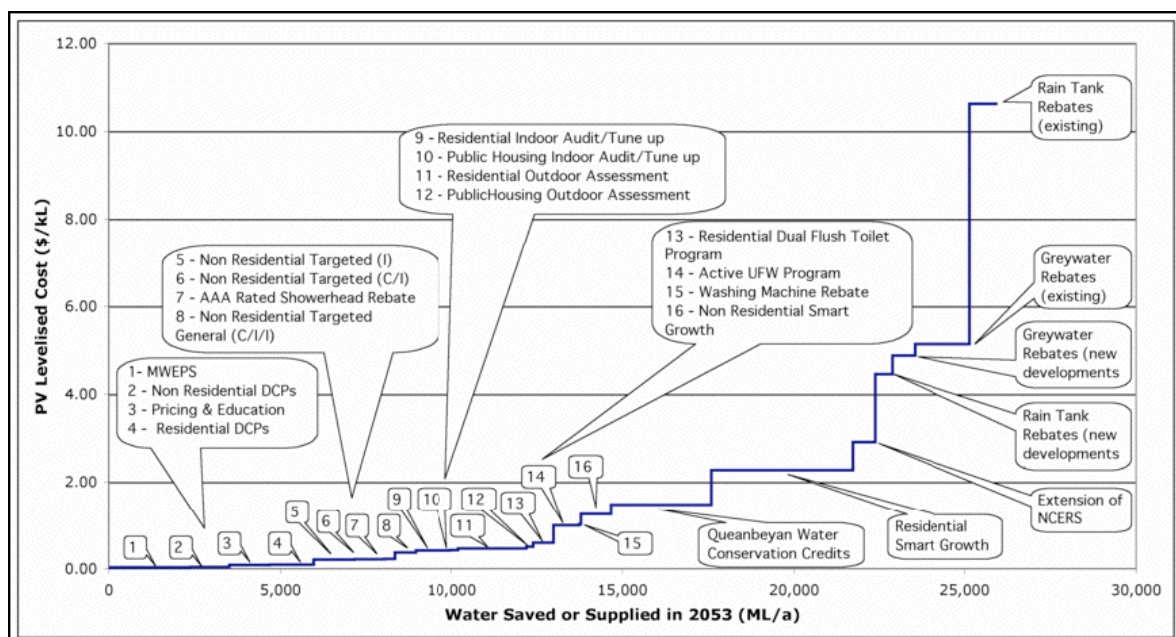 12.00
10.00
8.00
6.00
4.00
2.00
0.00
PV Levelised Cost ($/kL)
0
5,000
10,000
15,000
20,000
25,000
30,000
Water Saved or Supplied in 2053 (ML/a)
1- MWEPS
2 - Non Residential DCPs
3 - Pricing & Education
4 - Residential DCPs
5 - Non Residential Targeted (I)
6 - Non Residential Targeted (C/I)
7 - AAA Rated Showerhead Rebate
8 - Non Residential Targeted
General (C/I/I)
9 - Residential Indoor Audit/Tune up
10 - Public Housing Indoor Audit/Tune up
11 - Residential Outdoor Assessment
12 - PublicHousing Outdoor Assessment
13 - Residential Dual Flush Toilet
Program
14 - Active UFW Program
15 - Washing Machine Rebate
16 - Non Residential Smart
Growth
1
2
3
4
5
6
7
8
9
10
11
12
13
14
15
16
Queanbeyan Water
Conservation Credits
Residential
Smart Growth
Extension of
NCERS
Rain Tank
Rebates (new
developments
Greywater
Rebates (new
developments
Greywater
Rebates
(existing)
Rain Tank
Rebates
(existing)